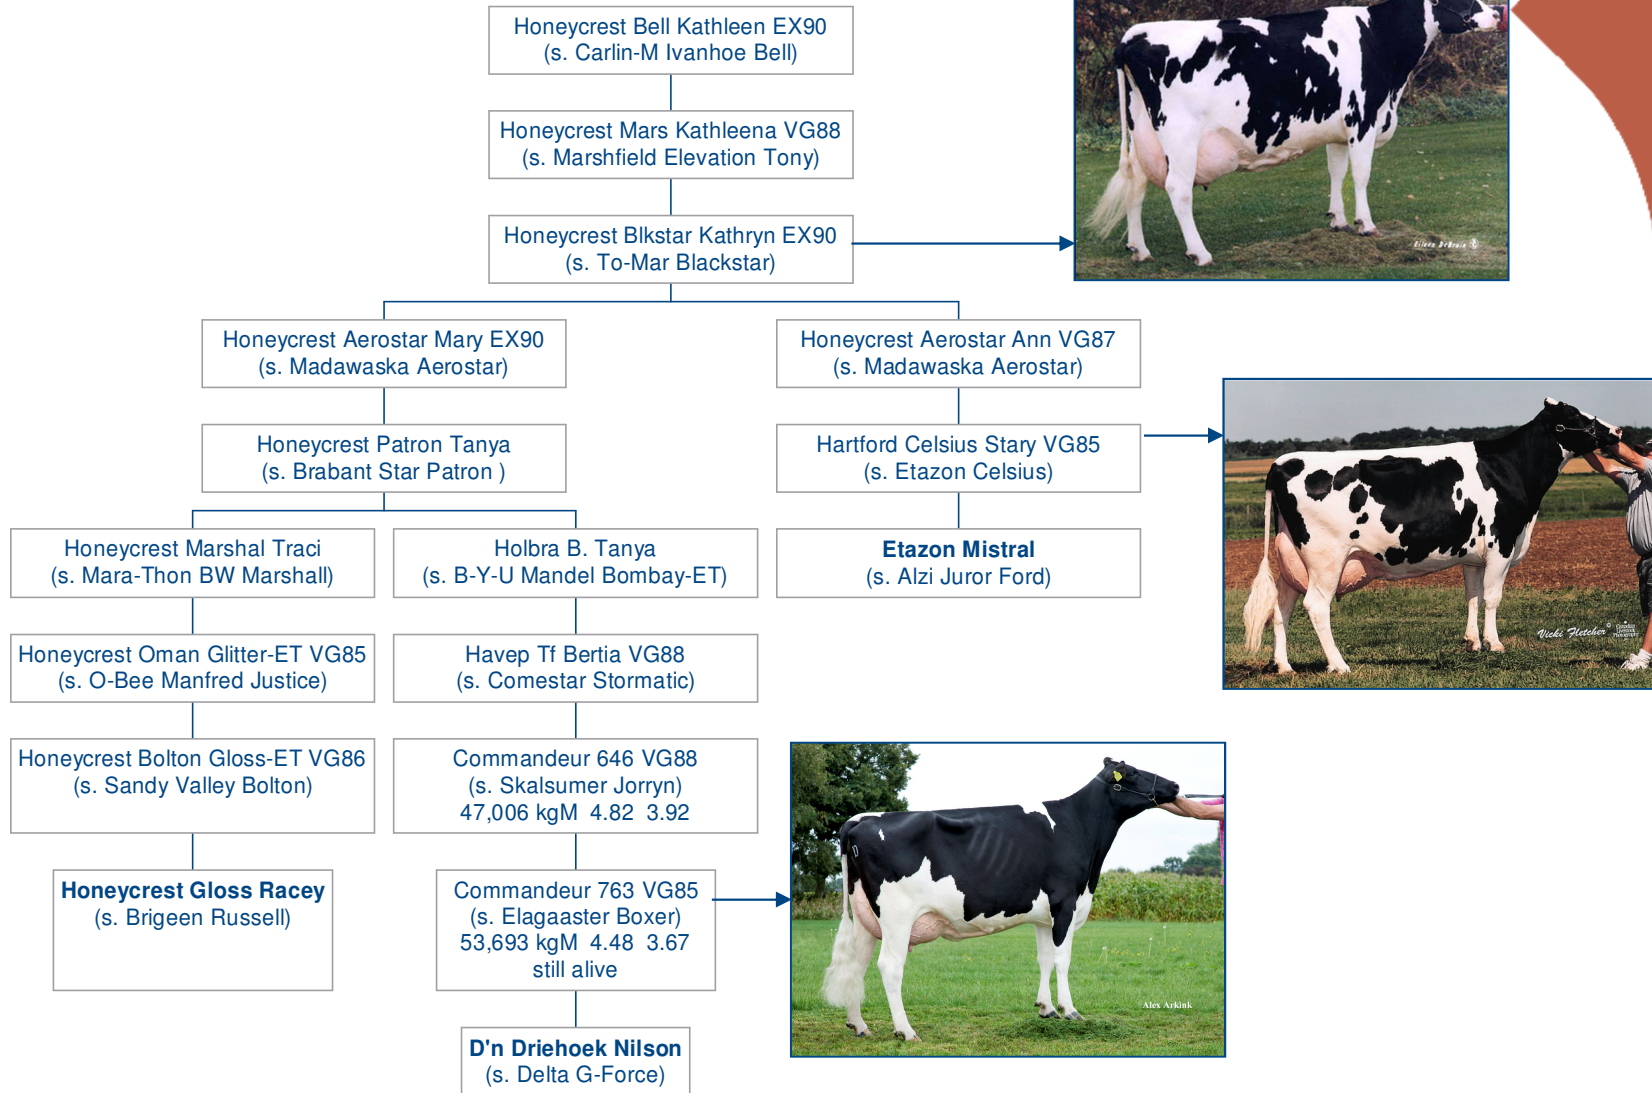 Honeycrest Bell Kathleen EX90
(s. Carlin-M Ivanhoe Bell)
Honeycrest Mars Kathleena VG88
(s. Marshfield Elevation Tony)
Honeycrest Blkstar Kathryn EX90
(s. To-Mar Blackstar)
Eileen DeBruin
Honeycrest Aerostar Mary EX90
(s. Madawaska Aerostar)
Honeycrest Aerostar Ann VG87
(s. Madawaska Aerostar)
Honeycrest Patron Tanya
(s. Brabant Star Patron )
Hartford Celsius Stary VG85
(s. Etazon Celsius)
Vicki Fletcher
Honeycrest Marshal Traci
(s. Mara-Thon BW Marshall)
Holbra B. Tanya
(s. B-Y-U Mandel Bombay-ET)
Etazon Mistral
(s. Alzi Juror Ford)
Honeycrest Oman Glitter-ET VG85
(s. O-Bee Manfred Justice)
Havep Tf Bertia VG88
(s. Comestar Stormatic)
Honeycrest Bolton Gloss-ET VG86
(s. Sandy Valley Bolton)
Commandeur 646 VG88
(s. Skalsumer Jorryn)
47,006 kgM 4.82 3.92
Honeycrest Gloss Racey
(s. Brigeen Russell)
Commandeur 763 VG85
(s. Elagaaster Boxer)
53,693 kgM 4.48 3.67
still alive
Alex Arkink
D'n Driehoek Nilson
(s. Delta G-Force)